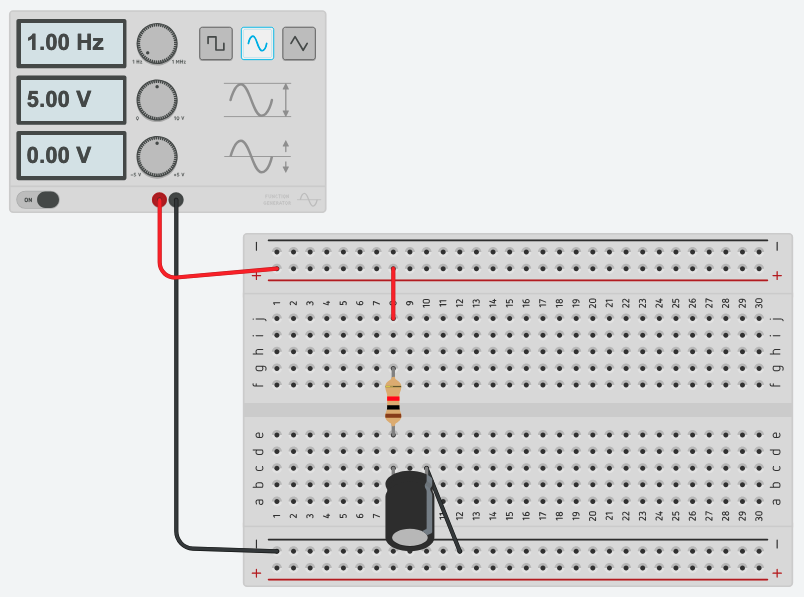 1.00 Hz
1 Hz 1 MHz
5.00 V
0 10 V
0.00 V
-5 V +5 V
ON
FUNCTION
GENERATOR
− −
+ +
1 2 3 4 5 6 7 8 9 10 11 12 13 14 15 16 17 18 19 20 21 22 23 24 25 26 27 28 29 30
j j
i i
h h
g g
f f
e e
d d
c c
b b
a a
1 2 3 4 5 6 7 11 12 13 14 15 16 17 18 19 20 21 22 23 24 25 26 27 28 29 30
− −
+ +